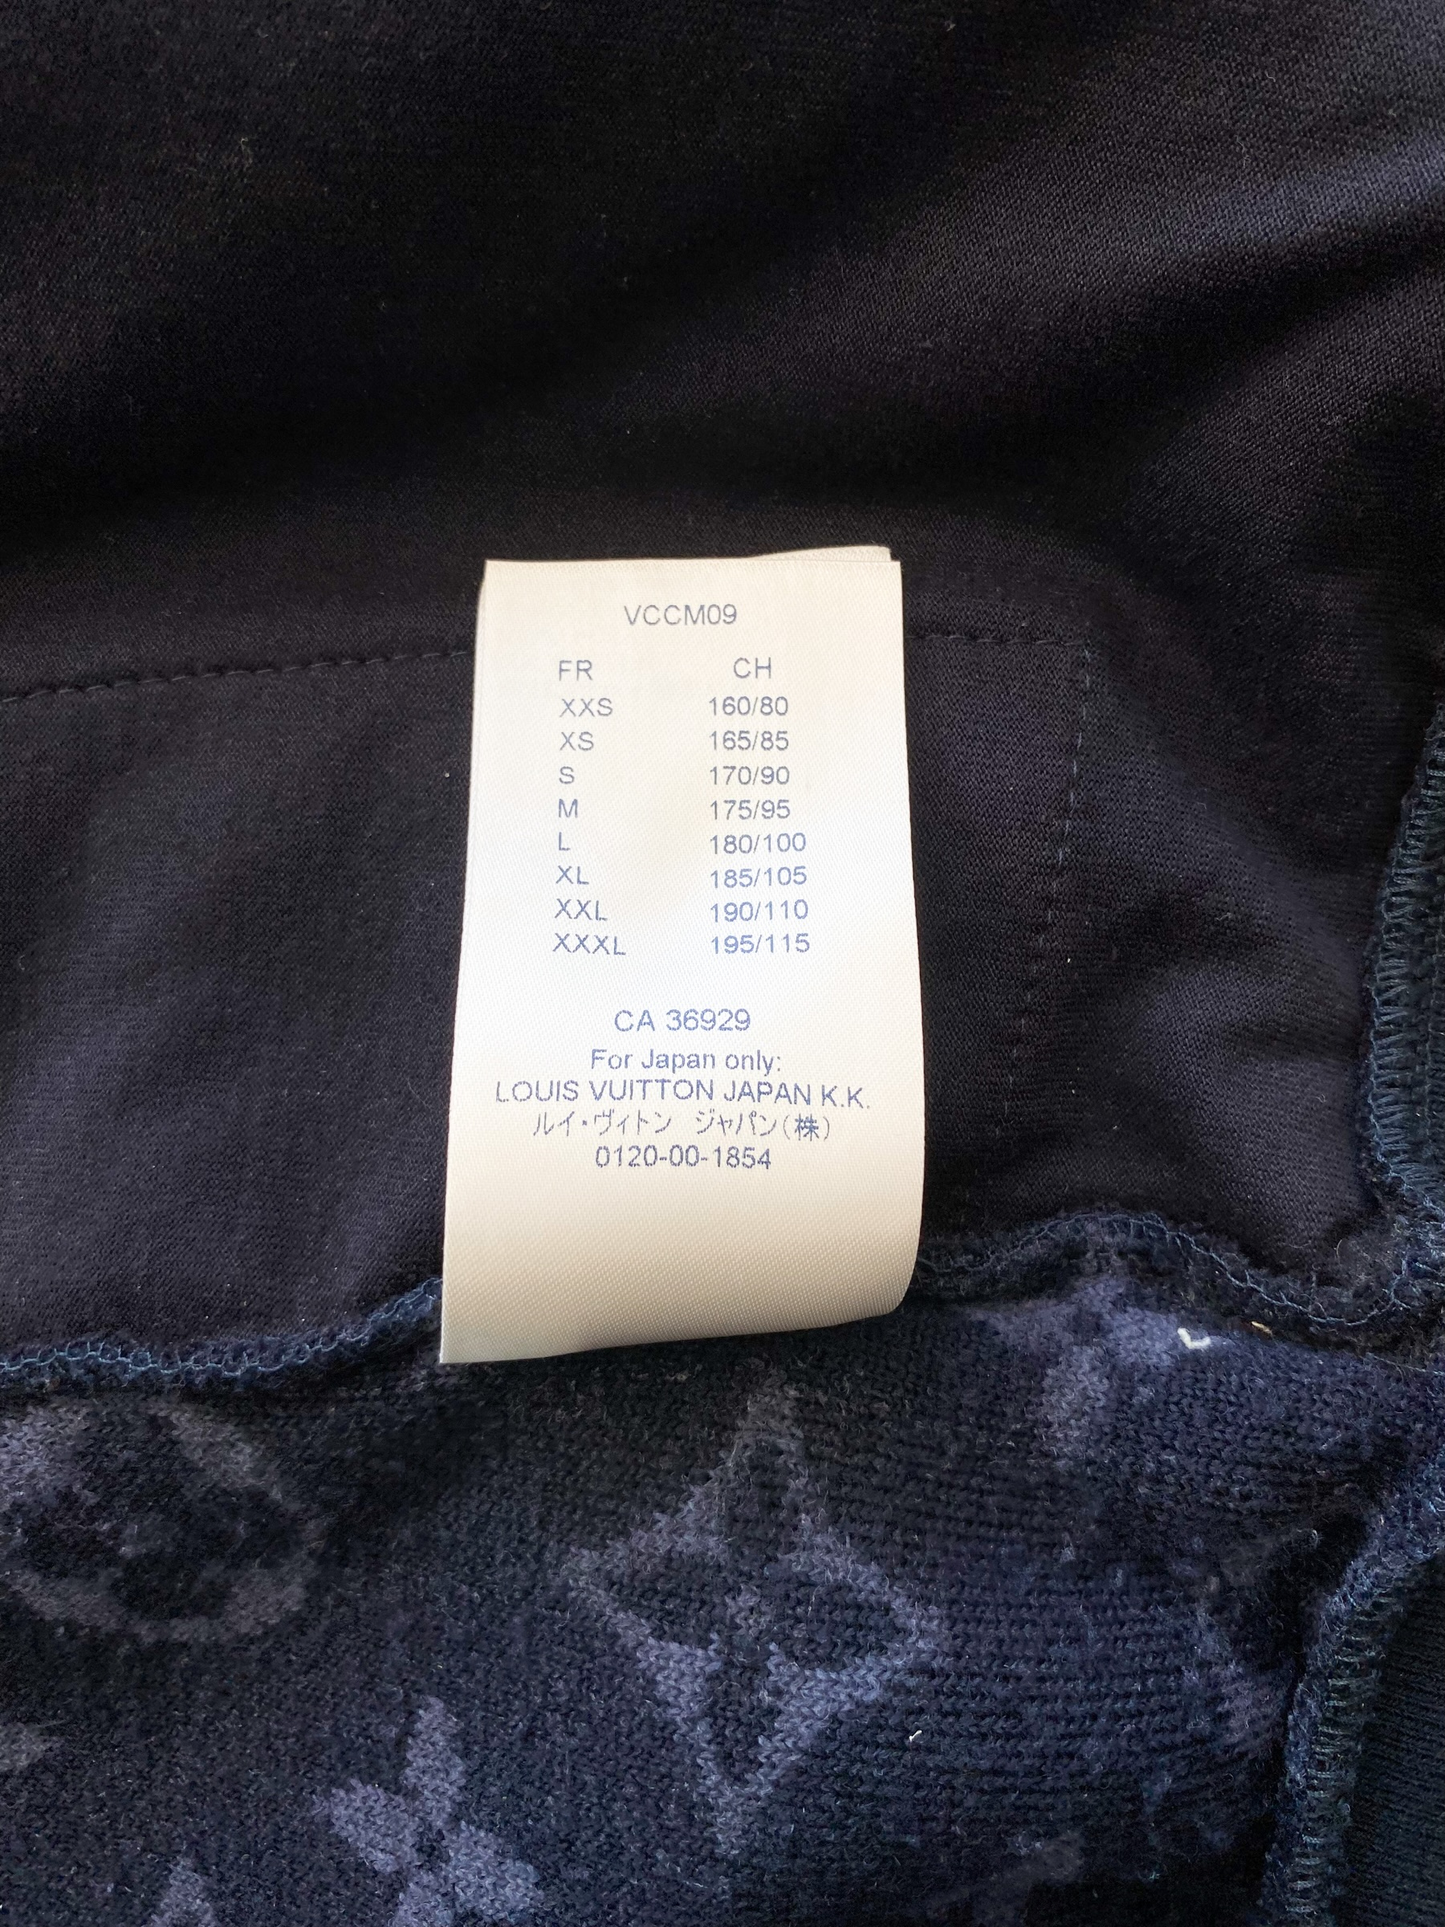 VCCM09
FR CH
XXS 160/80
XS 165/85
S 170/90
M 175/95
L 180/100
XL 185/105
XXL 190/110
XXXL 195/115
CA 36929
For Japan only:
LOUIS VUITTON JAPAN K.K.
ルイ・ヴィトン ジャパン(株)
0120-00-1854